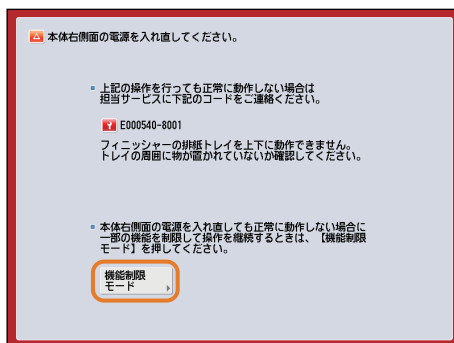 本体右側面の電源を入れ直してください。
上記の操作を行っても正常に動作しない場合は
担当サービスに下記のコードをご連絡ください。
E000540-8001
フィニッシャーの排紙トレイを上下に動作できません。
トレイの周囲に物が置かれていないか確認してください。
本体右側面の電源を入れ直しても正常に動作しない場合に
一部の機能を制限して操作を継続するときは、【機能制限
モード】を押してください。
機能制限
モード